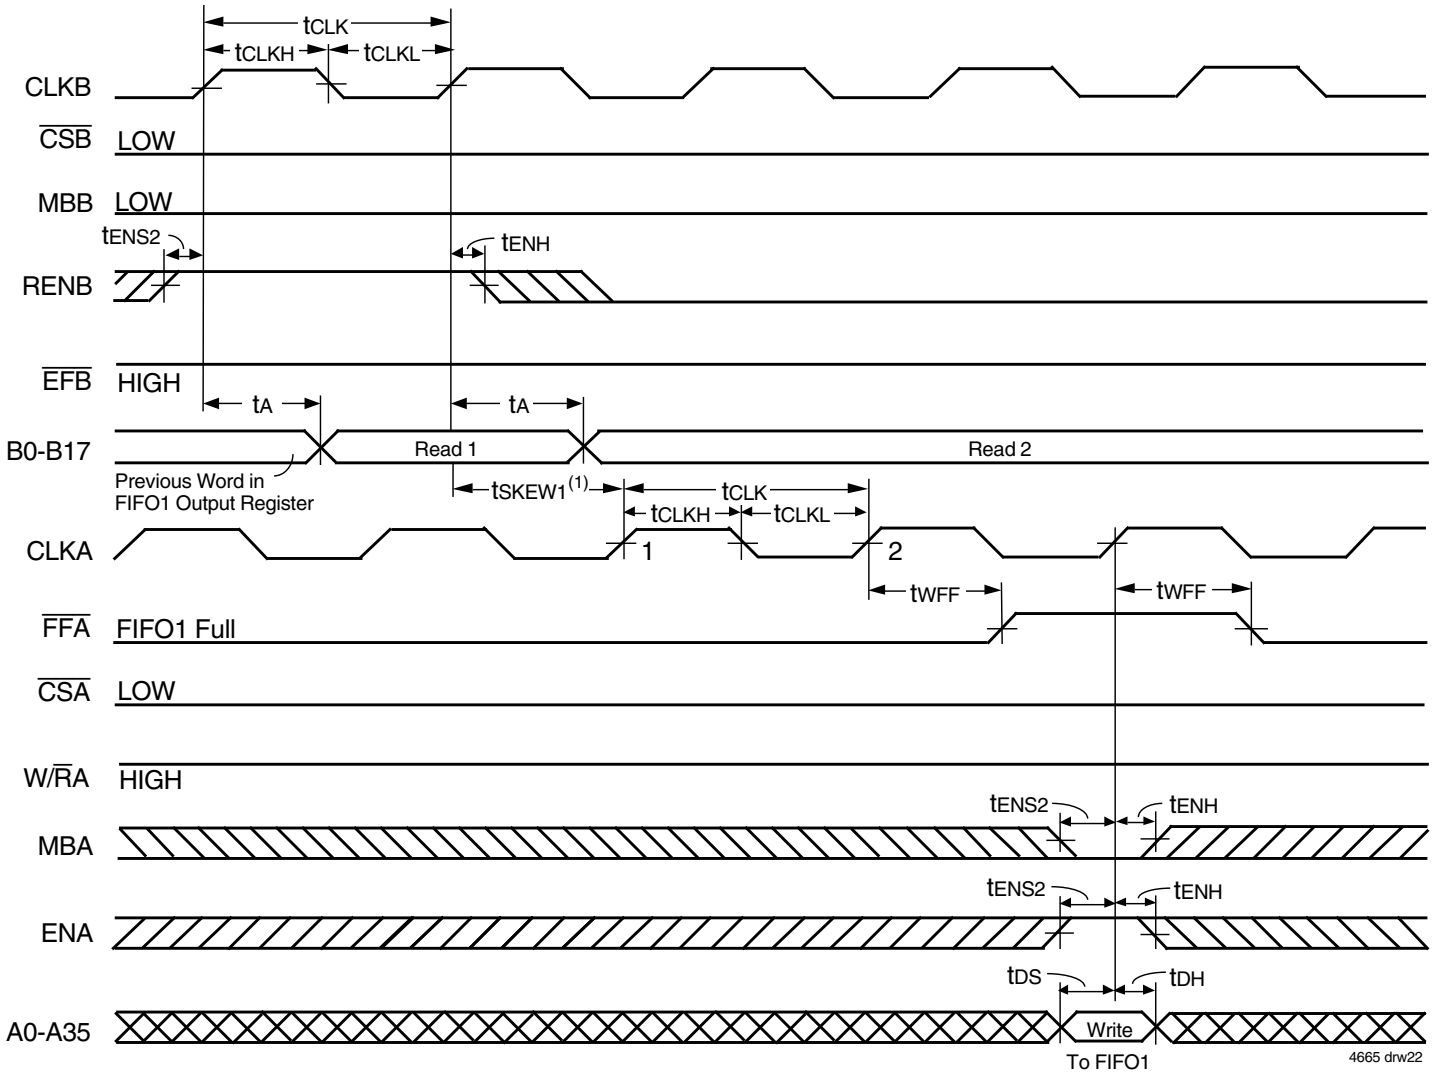 tCLK
tCLKH
tCLKL
CLKB
CSB LOW
MBB LOW
tENS2
tENH
RENB
EFB HIGH
tA
tA
B0-B17
Read 1
Read 2
Previous Word in
FIFO1 Output Register
tSKEW1(1)
tCLK
tCLKH
tCLKL
CLKA
1
2
tWFF
tWFF
FFA FIFO1 Full
CSA LOW
W/RA HIGH
tENS2
tENH
MBA
tENS2
tENH
ENA
tDS
tDH
A0-A35
Write
To FIFO1
4665 drw22